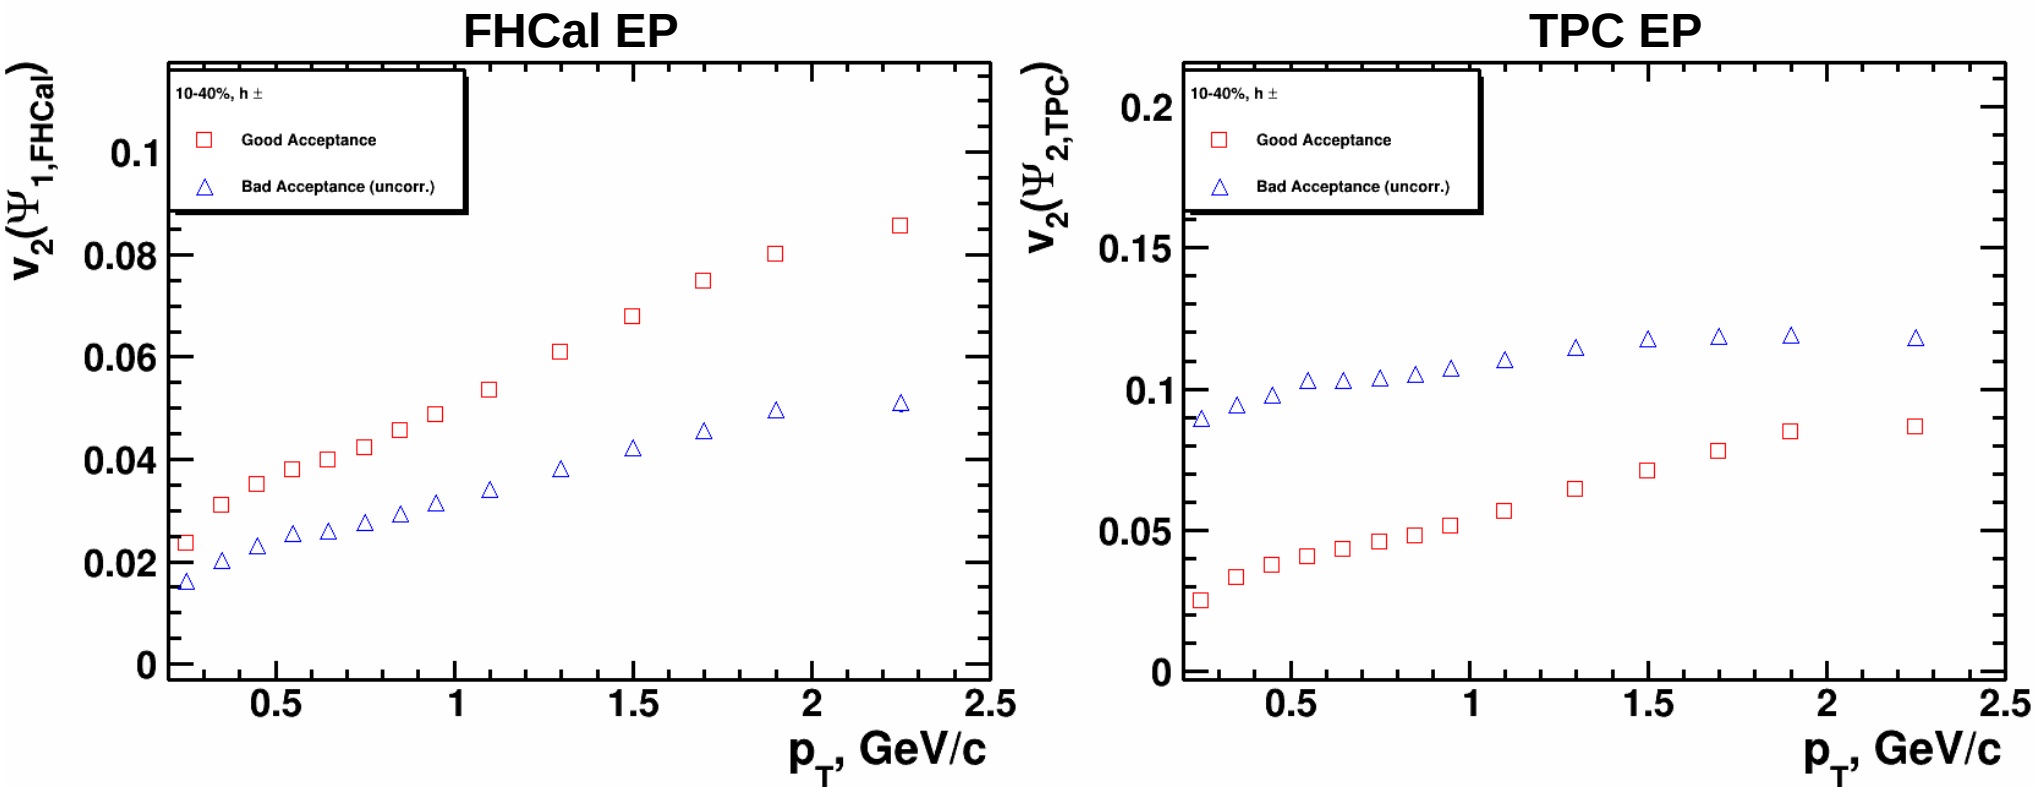 FHCal EP
v2(Ψ1,FHCal)
10-40%, h ±
Good Acceptance
Bad Acceptance (uncorr.)
0.1
0.08
0.06
0.04
0.02
0
0.5 1 1.5 2 2.5
pT, GeV/c
TPC EP
v2(Ψ2,TPC)
10-40%, h ±
Good Acceptance
Bad Acceptance (uncorr.)
0.2
0.15
0.1
0.05
0
0.5 1 1.5 2 2.5
pT, GeV/c